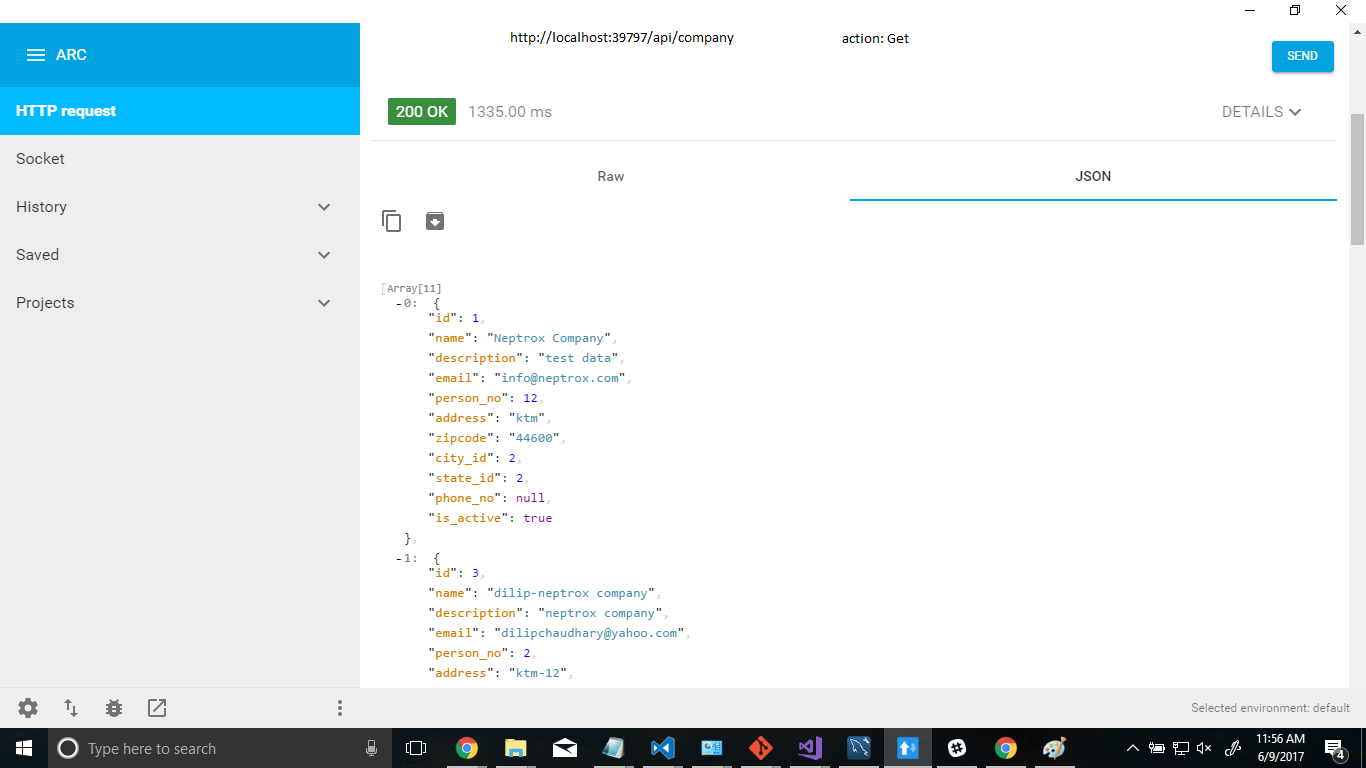 http://localhost:39797/api/company action: Get
ARC
SEND
HTTP request
200 OK 1335.00 ms DETAILS
Socket
Raw JSON
History
Saved
Projects
[Array[11]
-0: {
"id": 1,
"name": "Neptrox Company",
"description": "test data",
"email": "info@neptrox.com",
"person_no": 12,
"address": "ktm",
"zipcode": "44600",
"city_id": 2,
"state_id": 2,
"phone_no": null,
"is_active": true
},
-1: {
"id": 3,
"name": "dilip-neptrox company",
"description": "neptrox company",
"email": "dilipchaudhary@yahoo.com",
"person_no": 2,
"address": "ktm-12",
Selected environment: default
Type here to search
11:56 AM
6/9/2017
4